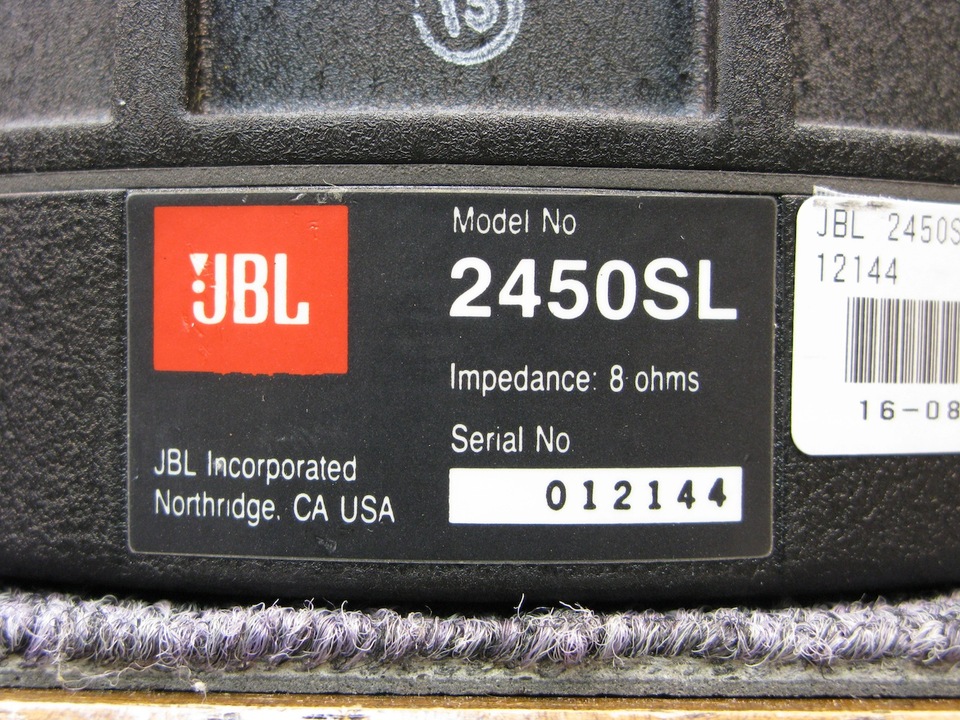 13
JBL
Model No
2450SL
Impedance: 8 ohms
Serial No
012144
JBL Incorporated
Northridge, CA USA
JBL 2450S
12144
16-08